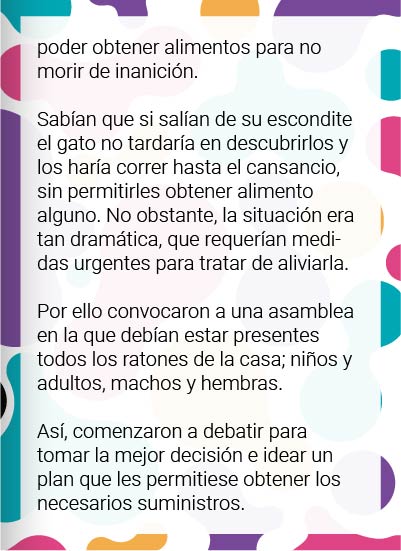 poder obtener alimentos para no
morir de inanición.
Sabían que si salían de su escondite
el gato no tardaría en descubrirlos y
los haría correr hasta el cansancio,
sin permitirles obtener alimento
alguno. No obstante, la situación era
tan dramática, que requerían medi-
das urgentes para tratar de aliviarla.
Por ello convocaron a una asamblea
en la que debían estar presentes
todos los ratones de la casa; niños y
adultos, machos y hembras.
Así, comenzaron a debatir para
tomar la mejor decisión e idear un
plan que les permitiese obtener los
necesarios suministros.